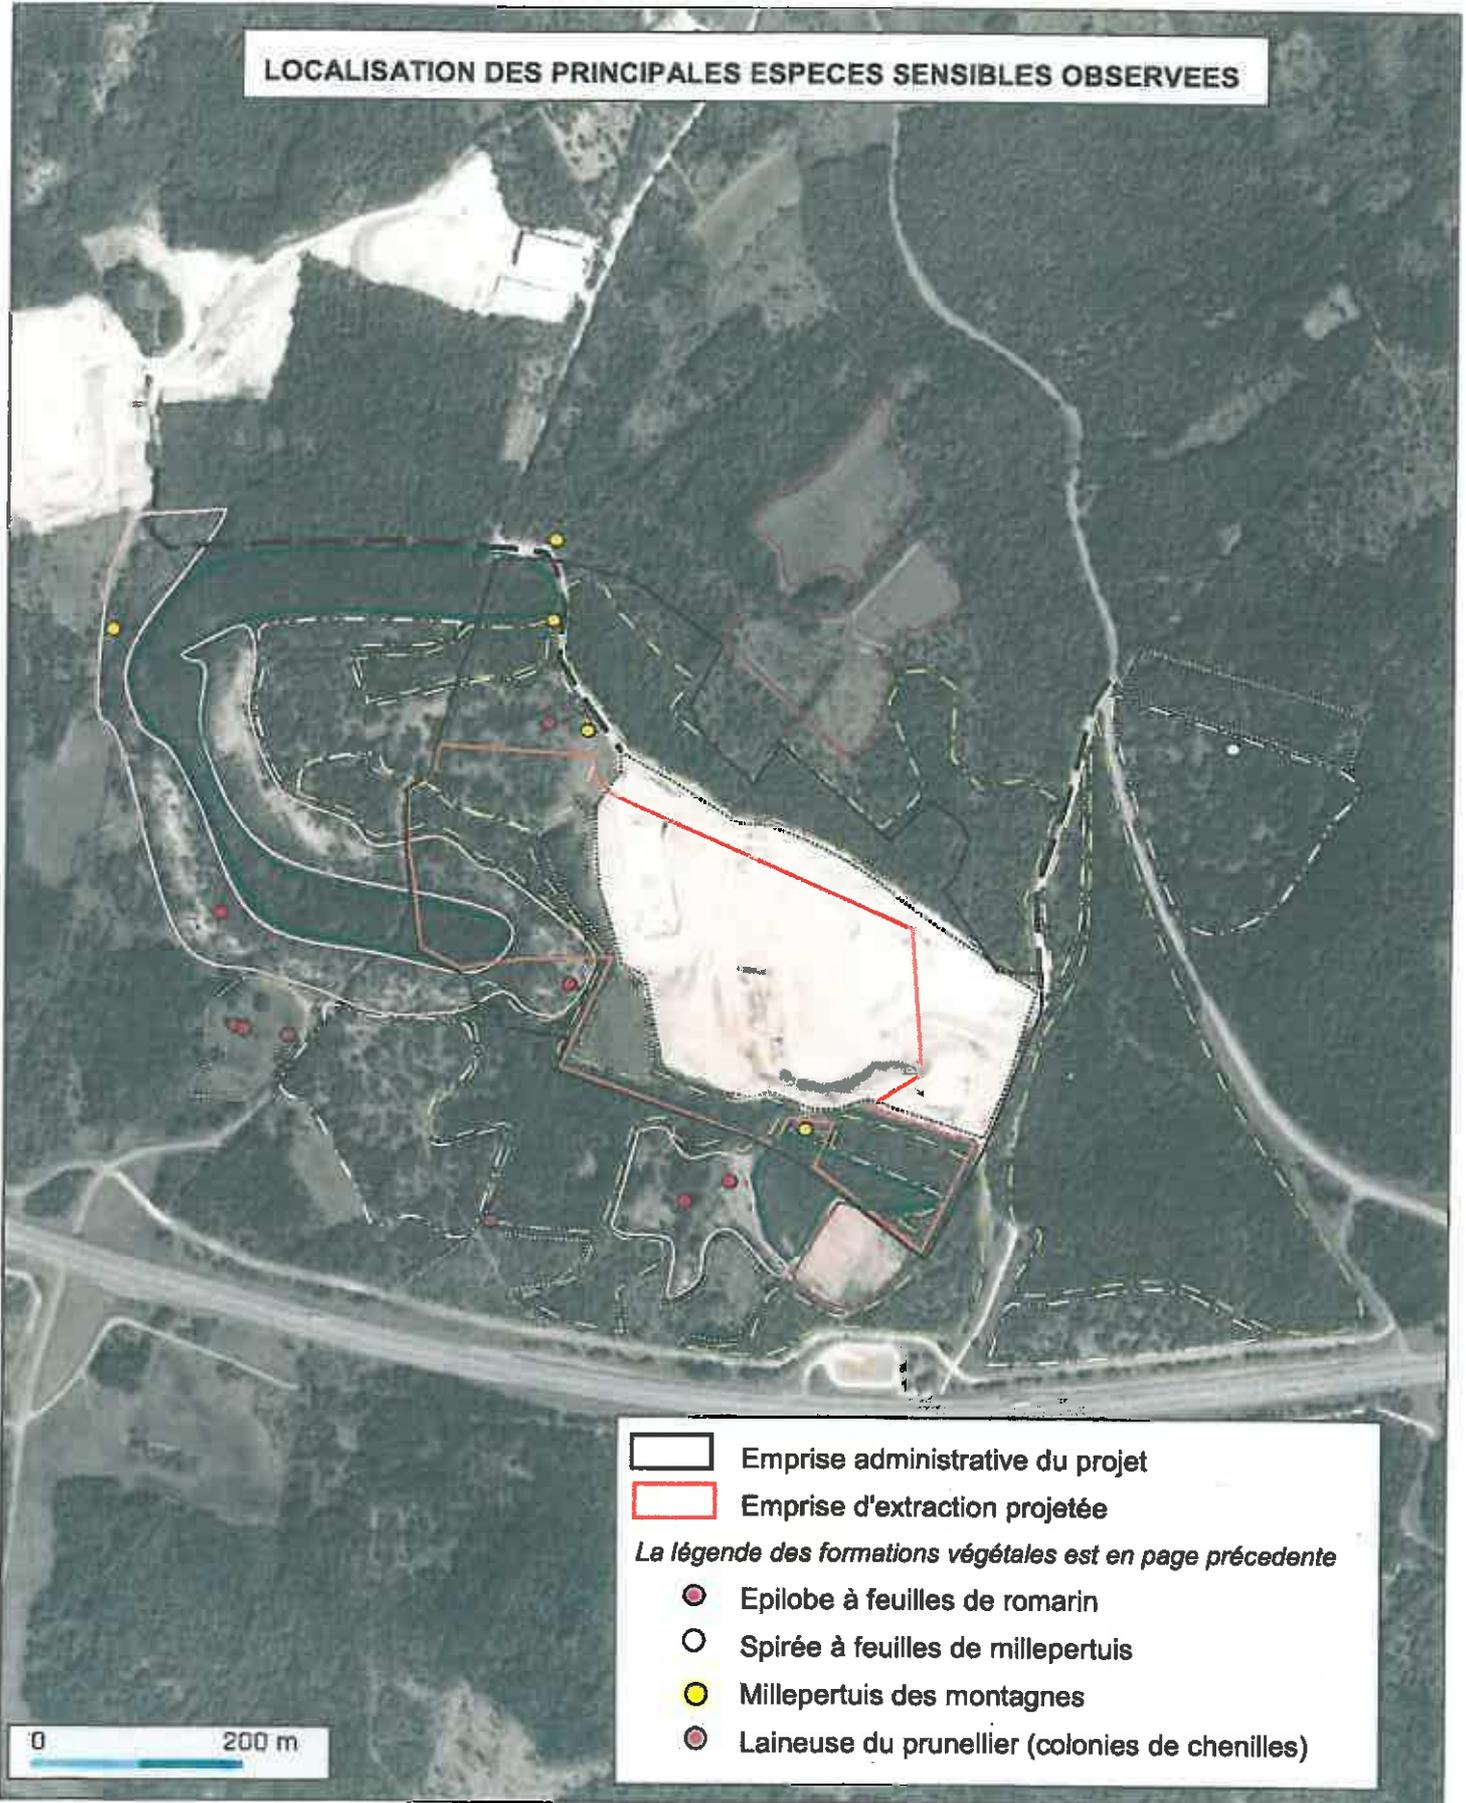 LOCALISATION DES PRINCIPALES ESPECES SENSIBLES OBSERVEES
Emprise administrative du projet
Emprise d'extraction projetée
La légende des formations végétales est en page précedente
Epilobe à feuilles de romarin
Spirée à feuilles de millepertuis
Millepertuis des montagnes
Laineuse du prunellier (colonies de chenilles)
0 200 m